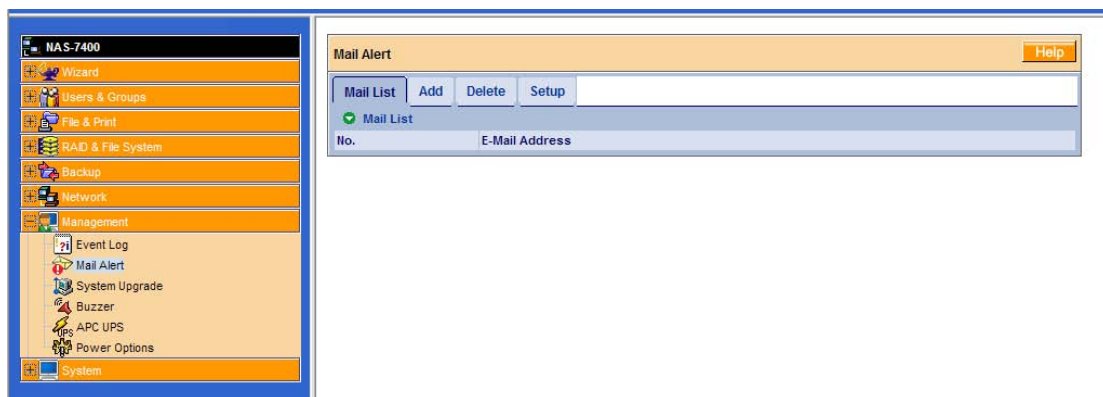 NAS-7400
Wizard
Users & Groups
File & Print
RAID & File System
Backup
Network
Management
Event Log
Mail Alert
System Upgrade
Buzzer
UPS APC UPS
Power Options
System
Mail Alert Help
Mail List Add Delete Setup
Mail List
No. E-Mail Address